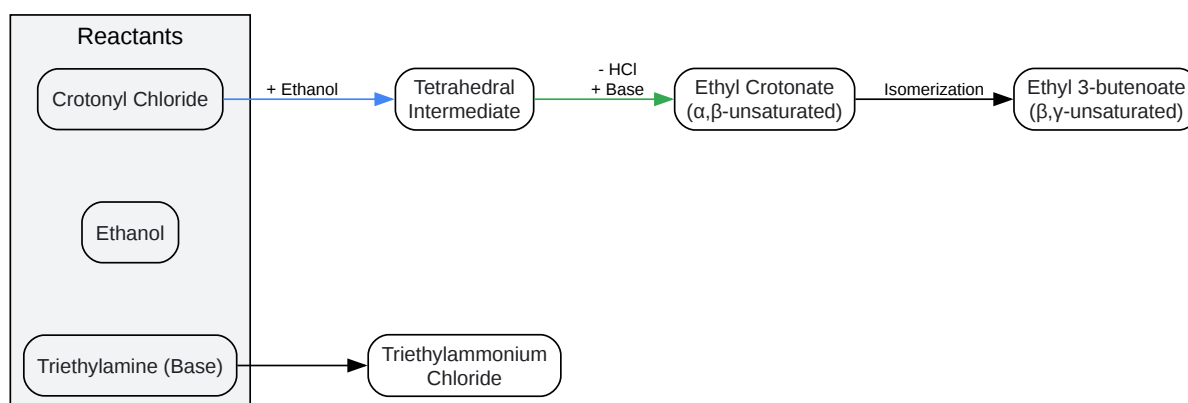 Reactants
Crotonyl Chloride
+ Ethanol
Tetrahedral
Intermediate
- HCl
+ Base
Ethyl Crotonate
(α,β-unsaturated)
Isomerization
Ethyl 3-butenoate
(β,γ-unsaturated)
Ethanol
Triethylamine (Base)
Triethylammonium
Chloride